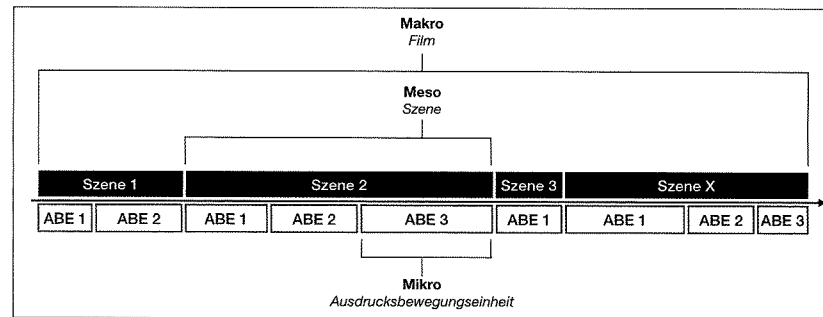 Makro
Film
Meso
Szene
Szene 1 Szene 2 Szene 3 Szene X
ABE 1 ABE 2 ABE 1 ABE 2 ABE 3 ABE 1 ABE 1 ABE 2 ABE 3
Mikro
Ausdrucksbewegungseinheit